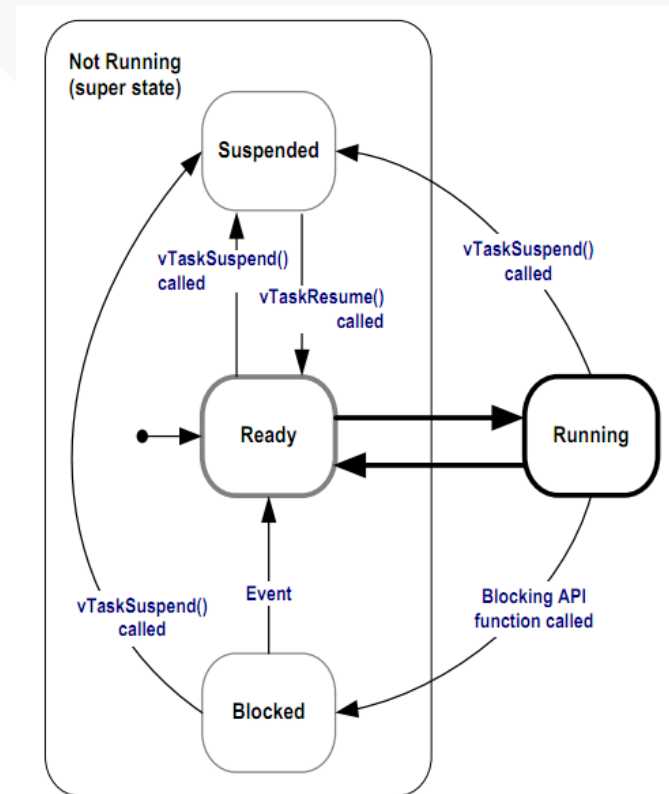 Not Running
(super state)
Suspended
vTaskSuspend()
called
vTaskResume()
called
vTaskSuspend()
called
Ready
Running
Event
vTaskSuspend()
called
Blocking API
function called
Blocked